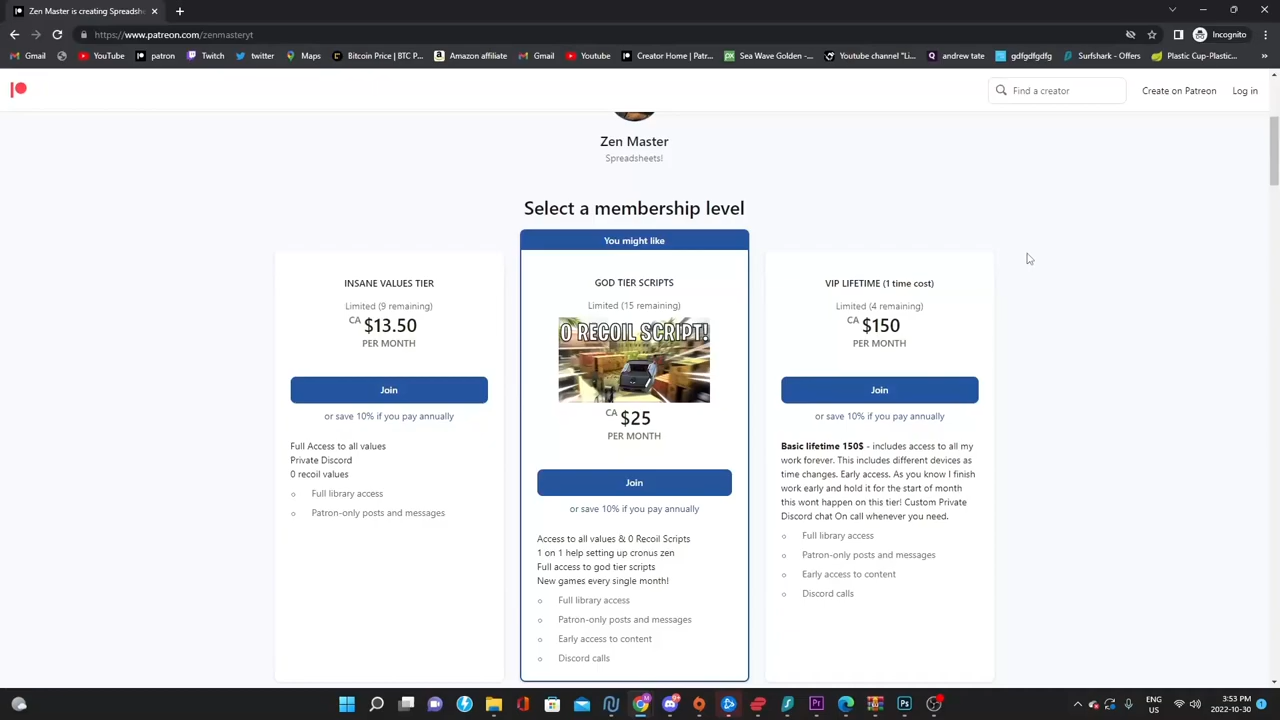 Zen Master is creating Spreadsh
https://www.patreon.com/zenmasteryt
Incognito
Gmail
YouTube
patron
Twitch
twitter
Maps
Bitcoin Price | BTC P...
Amazon affiliate
Gmail
Youtube
Creator Home | Patr...
Sea Wave Golden -...
Youtube channel "Li...
andrew tate
gdfgdfgdfg
Surfshark - Offers
Plastic Cup-Plastic...
Find a creator
Create on Patreon
Log in
Zen Master
Spreadsheets!
Select a membership level
INSANE VALUES TIER
Limited (9 remaining)
CA $13.50
PER MONTH
Join
or save 10% if you pay annually
Full Access to all values
Private Discord
0 recoil values
Full library access
Patron-only posts and messages
You might like
GOD TIER SCRIPTS
Limited (15 remaining)
0 RECOIL SCRIPT!
CA $25
PER MONTH
Join
or save 10% if you pay annually
Access to all values & 0 Recoil Scripts
1 on 1 help setting up cronus zen
Full access to god tier scripts
New games every single month!
Full library access
Patron-only posts and messages
Early access to content
Discord calls
VIP LIFETIME (1 time cost)
Limited (4 remaining)
CA $150
PER MONTH
Join
or save 10% if you pay annually
Basic lifetime 150$ - includes access to all my
work forever. This includes different devices as
time changes. Early access. As you know I finish
work early and hold it for the start of month
this wont happen on this tier! Custom Private
Discord chat On call whenever you need.
Full library access
Patron-only posts and messages
Early access to content
Discord calls
ENG
US
3:53 PM
2022-10-30